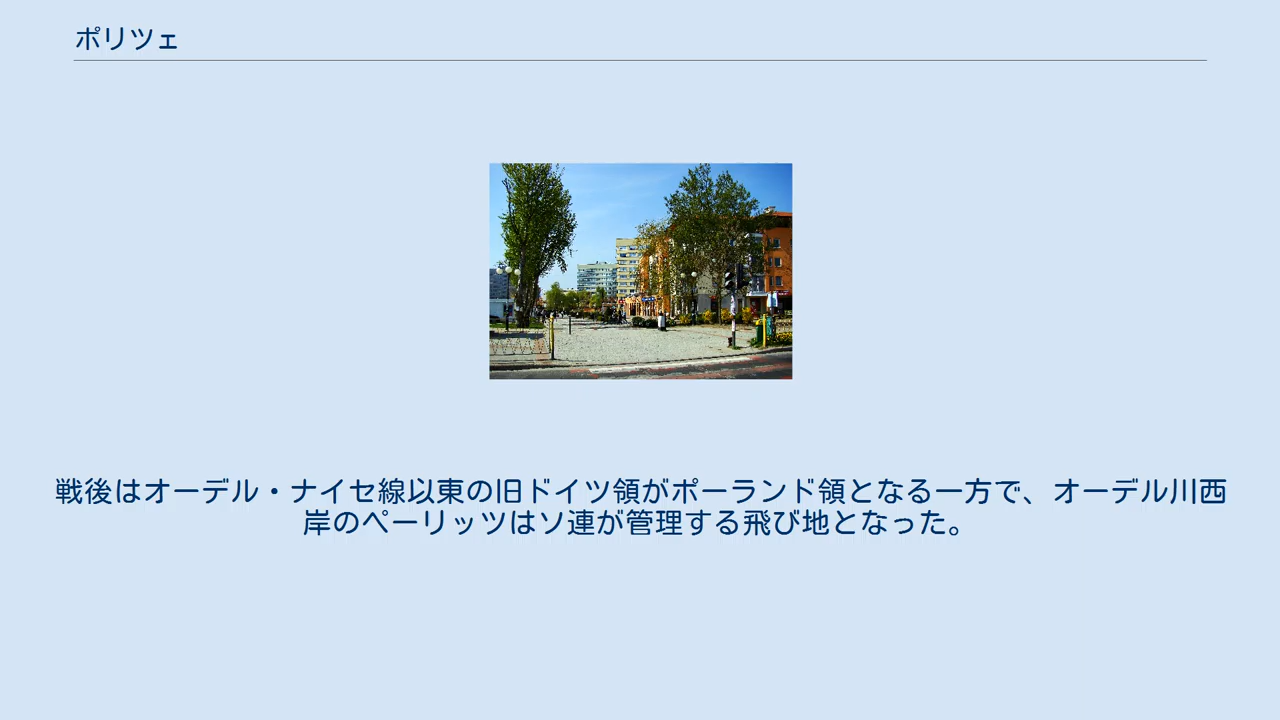 ポリツェ
戦後はオーデル・ナイセ線以東の旧ドイツ領がポーランド領となる一方で、オーデル川西
岸のペーリッツはソ連が管理する飛び地となった。